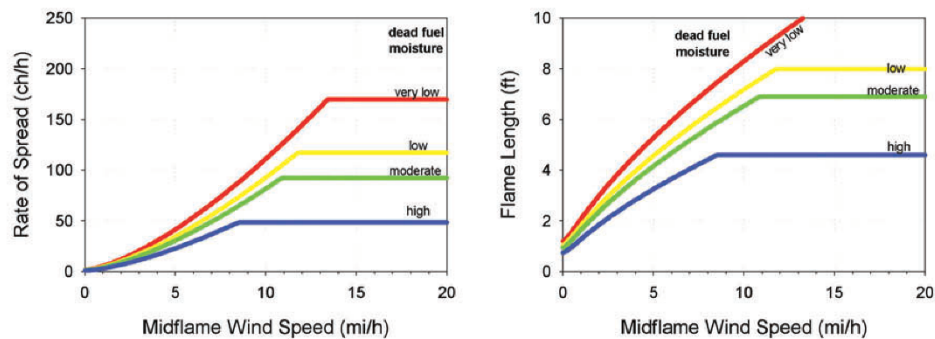 250
200
150
100
50
0
Rate of Spread (ch/h)
dead fuel
moisture
very low
low
moderate
high
0 5 10 15 20
Midflame Wind Speed (mi/h)
10
8
6
4
2
0
Flame Length (ft)
dead fuel
moisture
very low
low
moderate
high
0 5 10 15 20
Midflame Wind Speed (mi/h)